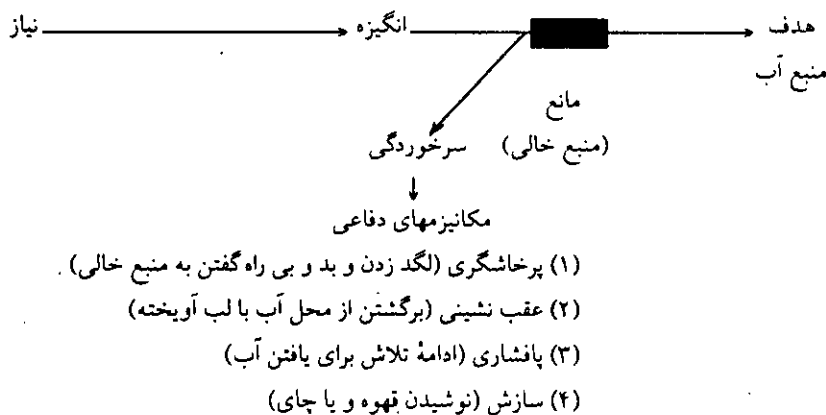 نیاز انگیزه هدف
منبع آب
مانع
سرخوردگی (منبع خالی)
مکانیزمهای دفاعی
(۱) پرخاشگری (لگد زدن و بد و بی راه گفتن به منبع خالی)
(۲) عقب نشینی (برگشتن از محل آب با لب آویخته)
(۳) پافشاری (ادامهٔ تلاش برای یافتن آب)
(۴) سازش (نوشیدن قهوه و یا چای)